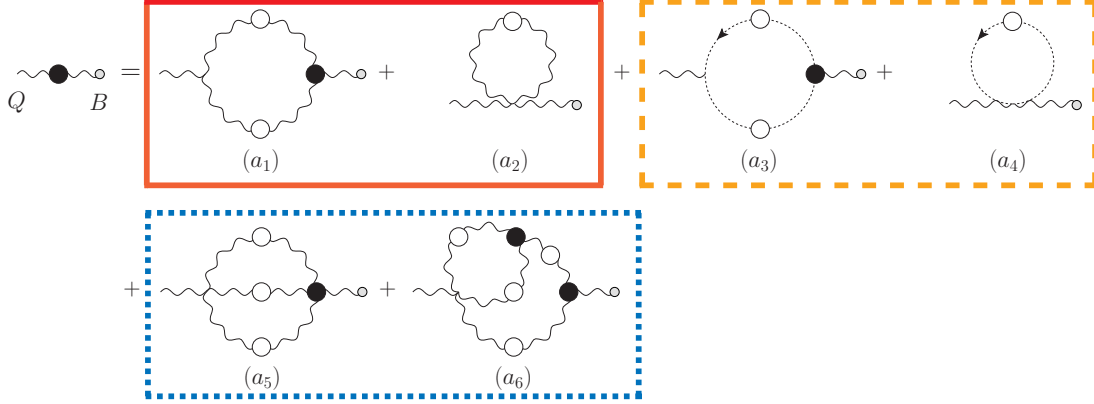 = + + +
Q B
(a₁) (a₂) (a₃) (a₄)
+ +
(a₅) (a₆)